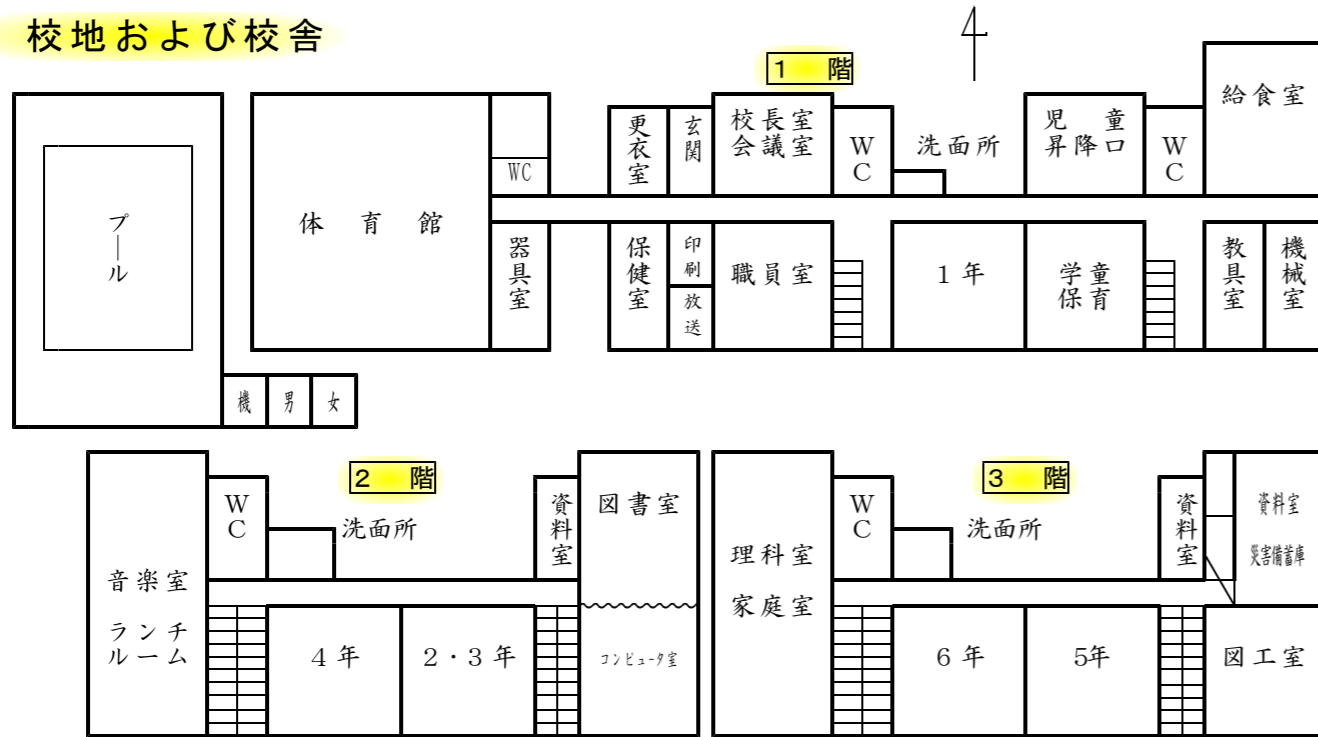 校地および校舎
1　階
プール
体　育　館
WC
器具室
更衣室
玄関
校長室
会議室
WC
洗面所
児　童
昇降口
WC
給食室
保健室
印刷
放送
職員室
1年
学童
保育
教具室
機械室
機
男
女
2　階
音楽室
ランチ
ルーム
WC
洗面所
資料室
図書室
4年
2・3年
コンピュータ室
3　階
理科室
家庭室
WC
洗面所
資料室
資料室
災害備蓄庫
6年
5年
図工室